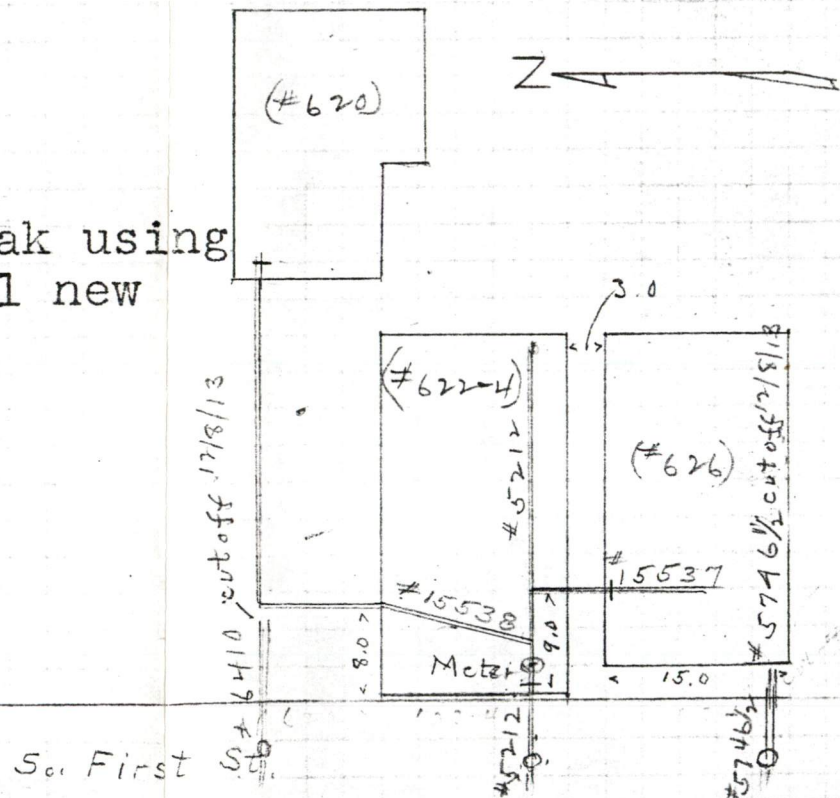 (#620)
Z
ak using
l new
3.0
(#622-4)
#5212
(#626)
#5746½ cutoff 12/8/13
#6410 cutoff 12/8/13
#15538
#15537
8.0
9.0
Meter
15.0
So. First St.
#5212
#5746½